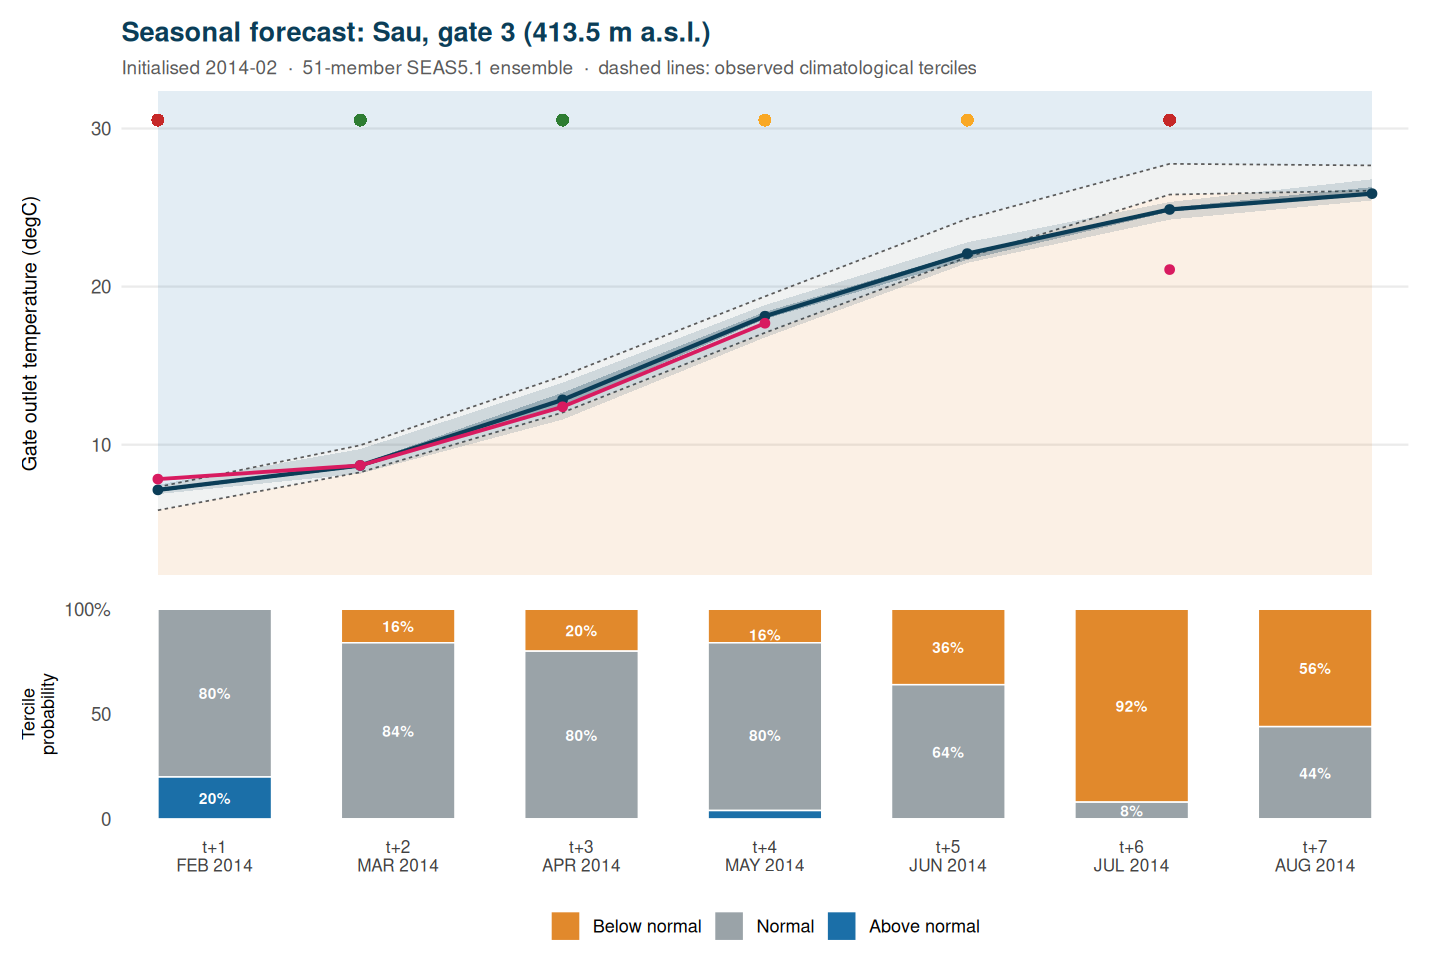 Seasonal forecast: Sau, gate 3 (413.5 m a.s.l.)
Initialised 2014-02 · 51-member SEAS5.1 ensemble · dashed lines: observed climatological terciles
Gate outlet temperature (degC)
30
20
10
Tercile
probability
100%
50
0
80%
20%
16%
84%
20%
80%
16%
80%
36%
64%
92%
8%
56%
44%
t+1
FEB 2014
t+2
MAR 2014
t+3
APR 2014
t+4
MAY 2014
t+5
JUN 2014
t+6
JUL 2014
t+7
AUG 2014
Below normal
Normal
Above normal